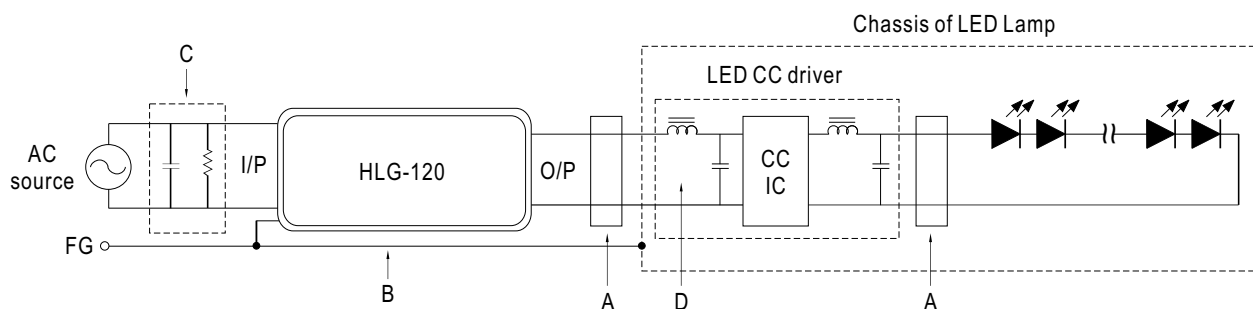 Chassis of LED Lamp
C
LED CC driver
AC
source
I/P
HLG-120
O/P
CC
IC
FG
B
A
D
A